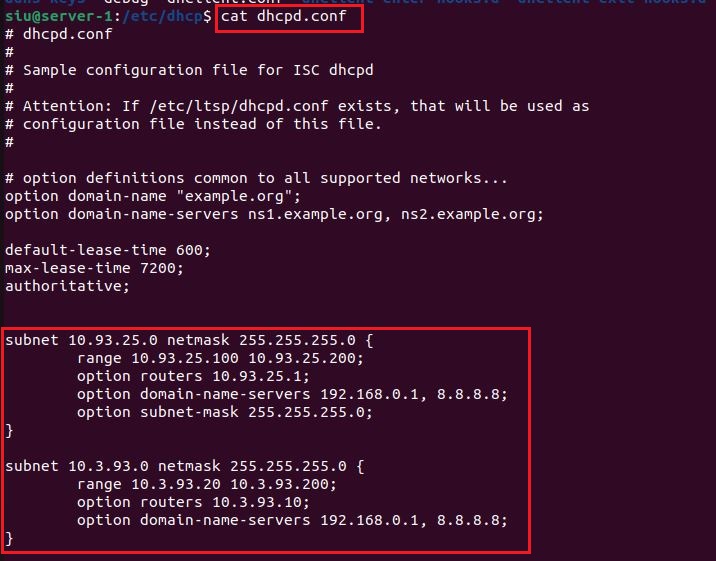 siu@server-1:/etc/dhcp$ cat dhcpd.conf
# dhcpd.conf
#
# Sample configuration file for ISC dhcpd
#
# Attention: If /etc/ltsp/dhcpd.conf exists, that will be used as
# configuration file instead of this file.
#

# option definitions common to all supported networks...
option domain-name "example.org";
option domain-name-servers ns1.example.org, ns2.example.org;

default-lease-time 600;
max-lease-time 7200;
authoritative;

subnet 10.93.25.0 netmask 255.255.255.0 {
        range 10.93.25.100 10.93.25.200;
        option routers 10.93.25.1;
        option domain-name-servers 192.168.0.1, 8.8.8.8;
        option subnet-mask 255.255.255.0;
}

subnet 10.3.93.0 netmask 255.255.255.0 {
        range 10.3.93.20 10.3.93.200;
        option routers 10.3.93.10;
        option domain-name-servers 192.168.0.1, 8.8.8.8;
}